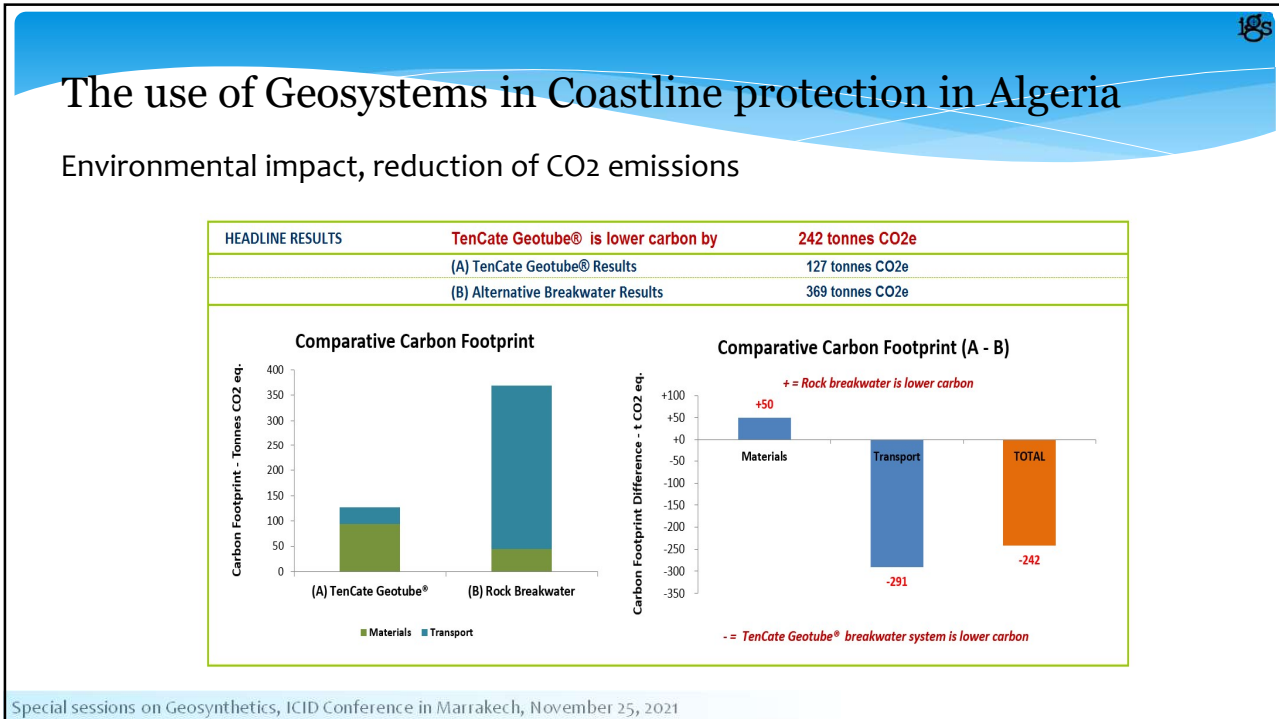 igs
The use of Geosystems in Coastline protection in Algeria
Environmental impact, reduction of CO2 emissions
HEADLINE RESULTS TenCate Geotube® is lower carbon by 242 tonnes CO2e
(A) TenCate Geotube® Results 127 tonnes CO2e
(B) Alternative Breakwater Results 369 tonnes CO2e
Comparative Carbon Footprint
Carbon Footprint - Tonnes CO2 eq.
400
350
300
250
200
150
100
50
0
(A) TenCate Geotube® (B) Rock Breakwater
Materials Transport
Comparative Carbon Footprint (A - B)
+ = Rock breakwater is lower carbon
Carbon Footprint Difference - t CO2 eq.
+100
+50
+0
-50
-100
-150
-200
-250
-300
-350
+50
Materials Transport TOTAL
-242
-291
- = TenCate Geotube® breakwater system is lower carbon
Special sessions on Geosynthetics, ICID Conference in Marrakech, November 25, 2021